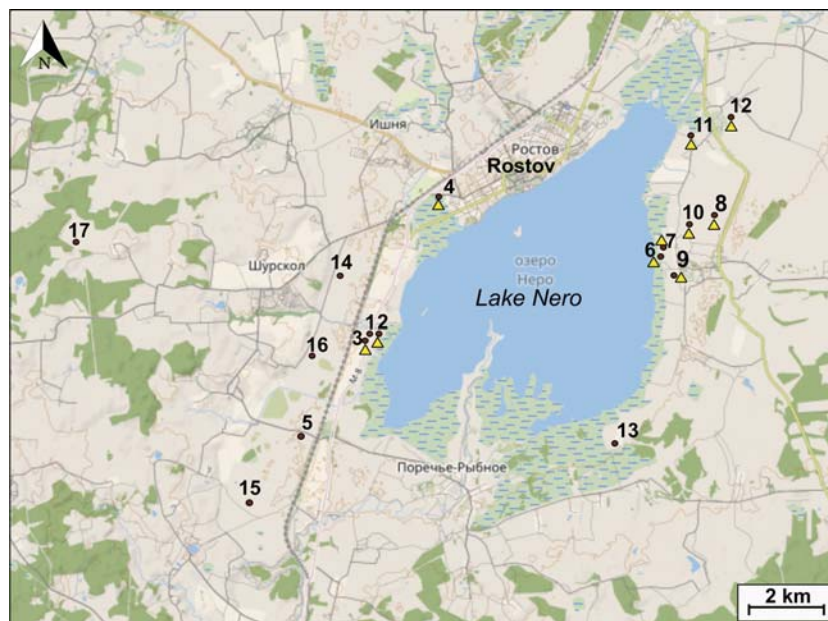 N
12
Ишня
11
Ростов
Rostov
4
8
10
17
7
6
озеро
Неро
9
14
Шурскол
Lake Nero
12
3
16
М-8
5
13
Поречье-Рыбное
15
2 km